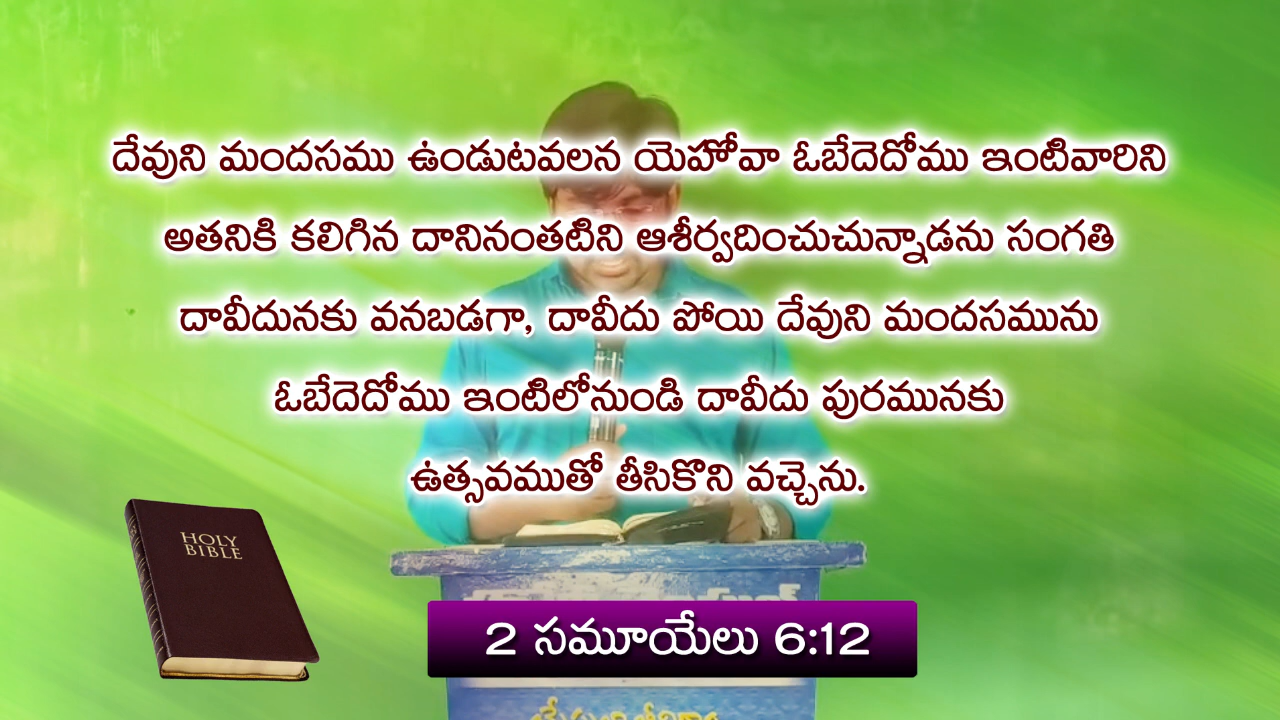 దేవుని మందసము ఉండుటవలన యెహోవా ఓబేదెదోము ఇంటివారిని
అతనికి కలిగిన దానినంతటిని ఆశీర్వదించుచున్నాడను సంగతి
దావీదునకు వనబడగా, దావీదు పోయి దేవుని మందసమును
ఓబేదెదోము ఇంటిలోనుండి దావీదు పురమునకు
ఉత్సవముతో తీసికొని వచ్చెను.
HOLY
BIBLE
2 సమూయేలు 6:12